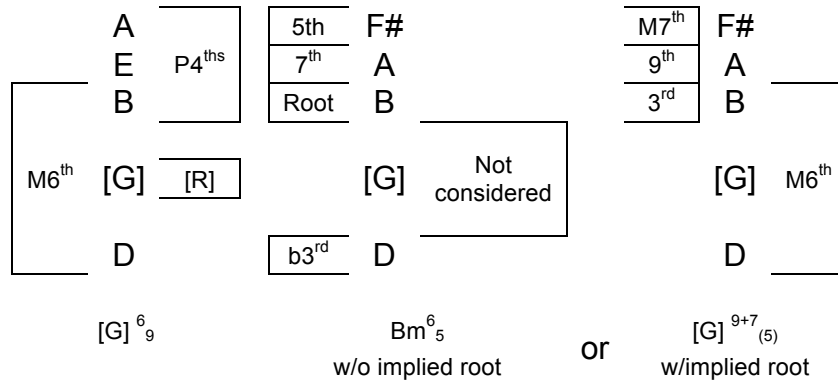 A 5th F# M7th F#
E P4ths 7th A 9th A
B Root B 3rd B
M6th [G] [R] [G] Not considered [G] M6th
D b3rd D D
[G] 6 9 Bm6 5 or [G] 9+7 (5)
w/o implied root w/implied root